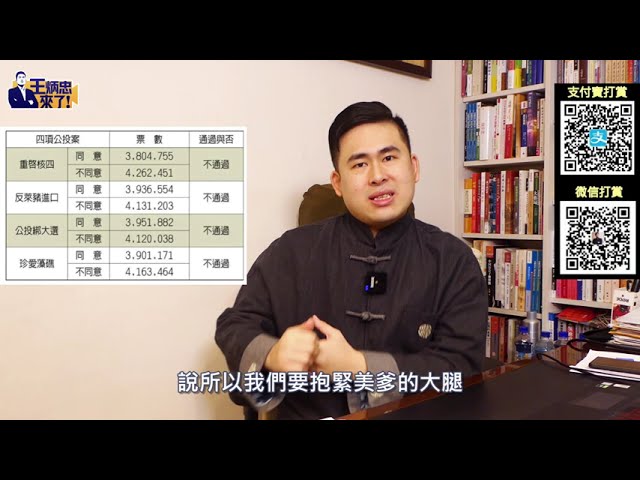 王炳忠
來了!
四項公投案 票數 通過與否
重啓核四 同意 3.804.755 不通過
不同意 4.262.451
反萊豬進口 同意 3.936.554 不通過
不同意 4.131.203
公投綁大選 同意 3.951.882 不通過
不同意 4.120.038
珍愛藻礁 同意 3.901.171 不通過
不同意 4.163.464
支付寶打賞
支
微信打賞
說所以我們要抱緊美爹的大腿